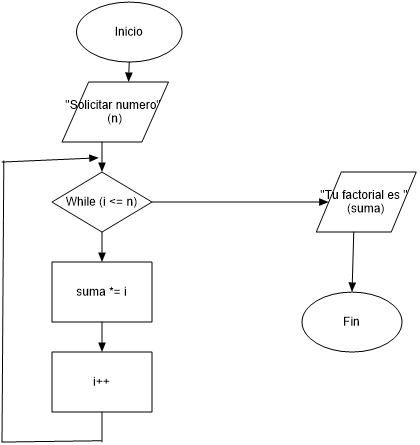 Inicio
"Solicitar numero"
(n)
While (i <= n)
"Tu factorial es "
(suma)
suma *= i
Fin
i++